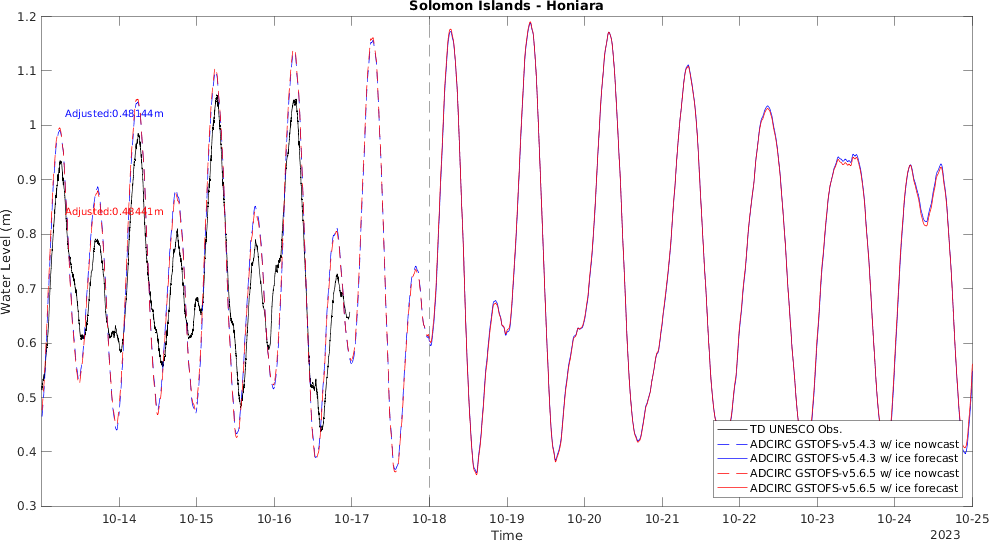 Solomon Islands - Honiara
1.2
1.1
1
0.9
0.8
0.7
0.6
0.5
0.4
0.3
Water Level (m)
Adjusted:0.48144m
Adjusted:0.48441m
TD UNESCO Obs.
ADCIRC GSTOFS-v5.4.3 w/ ice nowcast
ADCIRC GSTOFS-v5.4.3 w/ ice forecast
ADCIRC GSTOFS-v5.6.5 w/ ice nowcast
ADCIRC GSTOFS-v5.6.5 w/ ice forecast
10-14 10-15 10-16 10-17 10-18 10-19 10-20 10-21 10-22 10-23 10-24 10-25
Time
2023